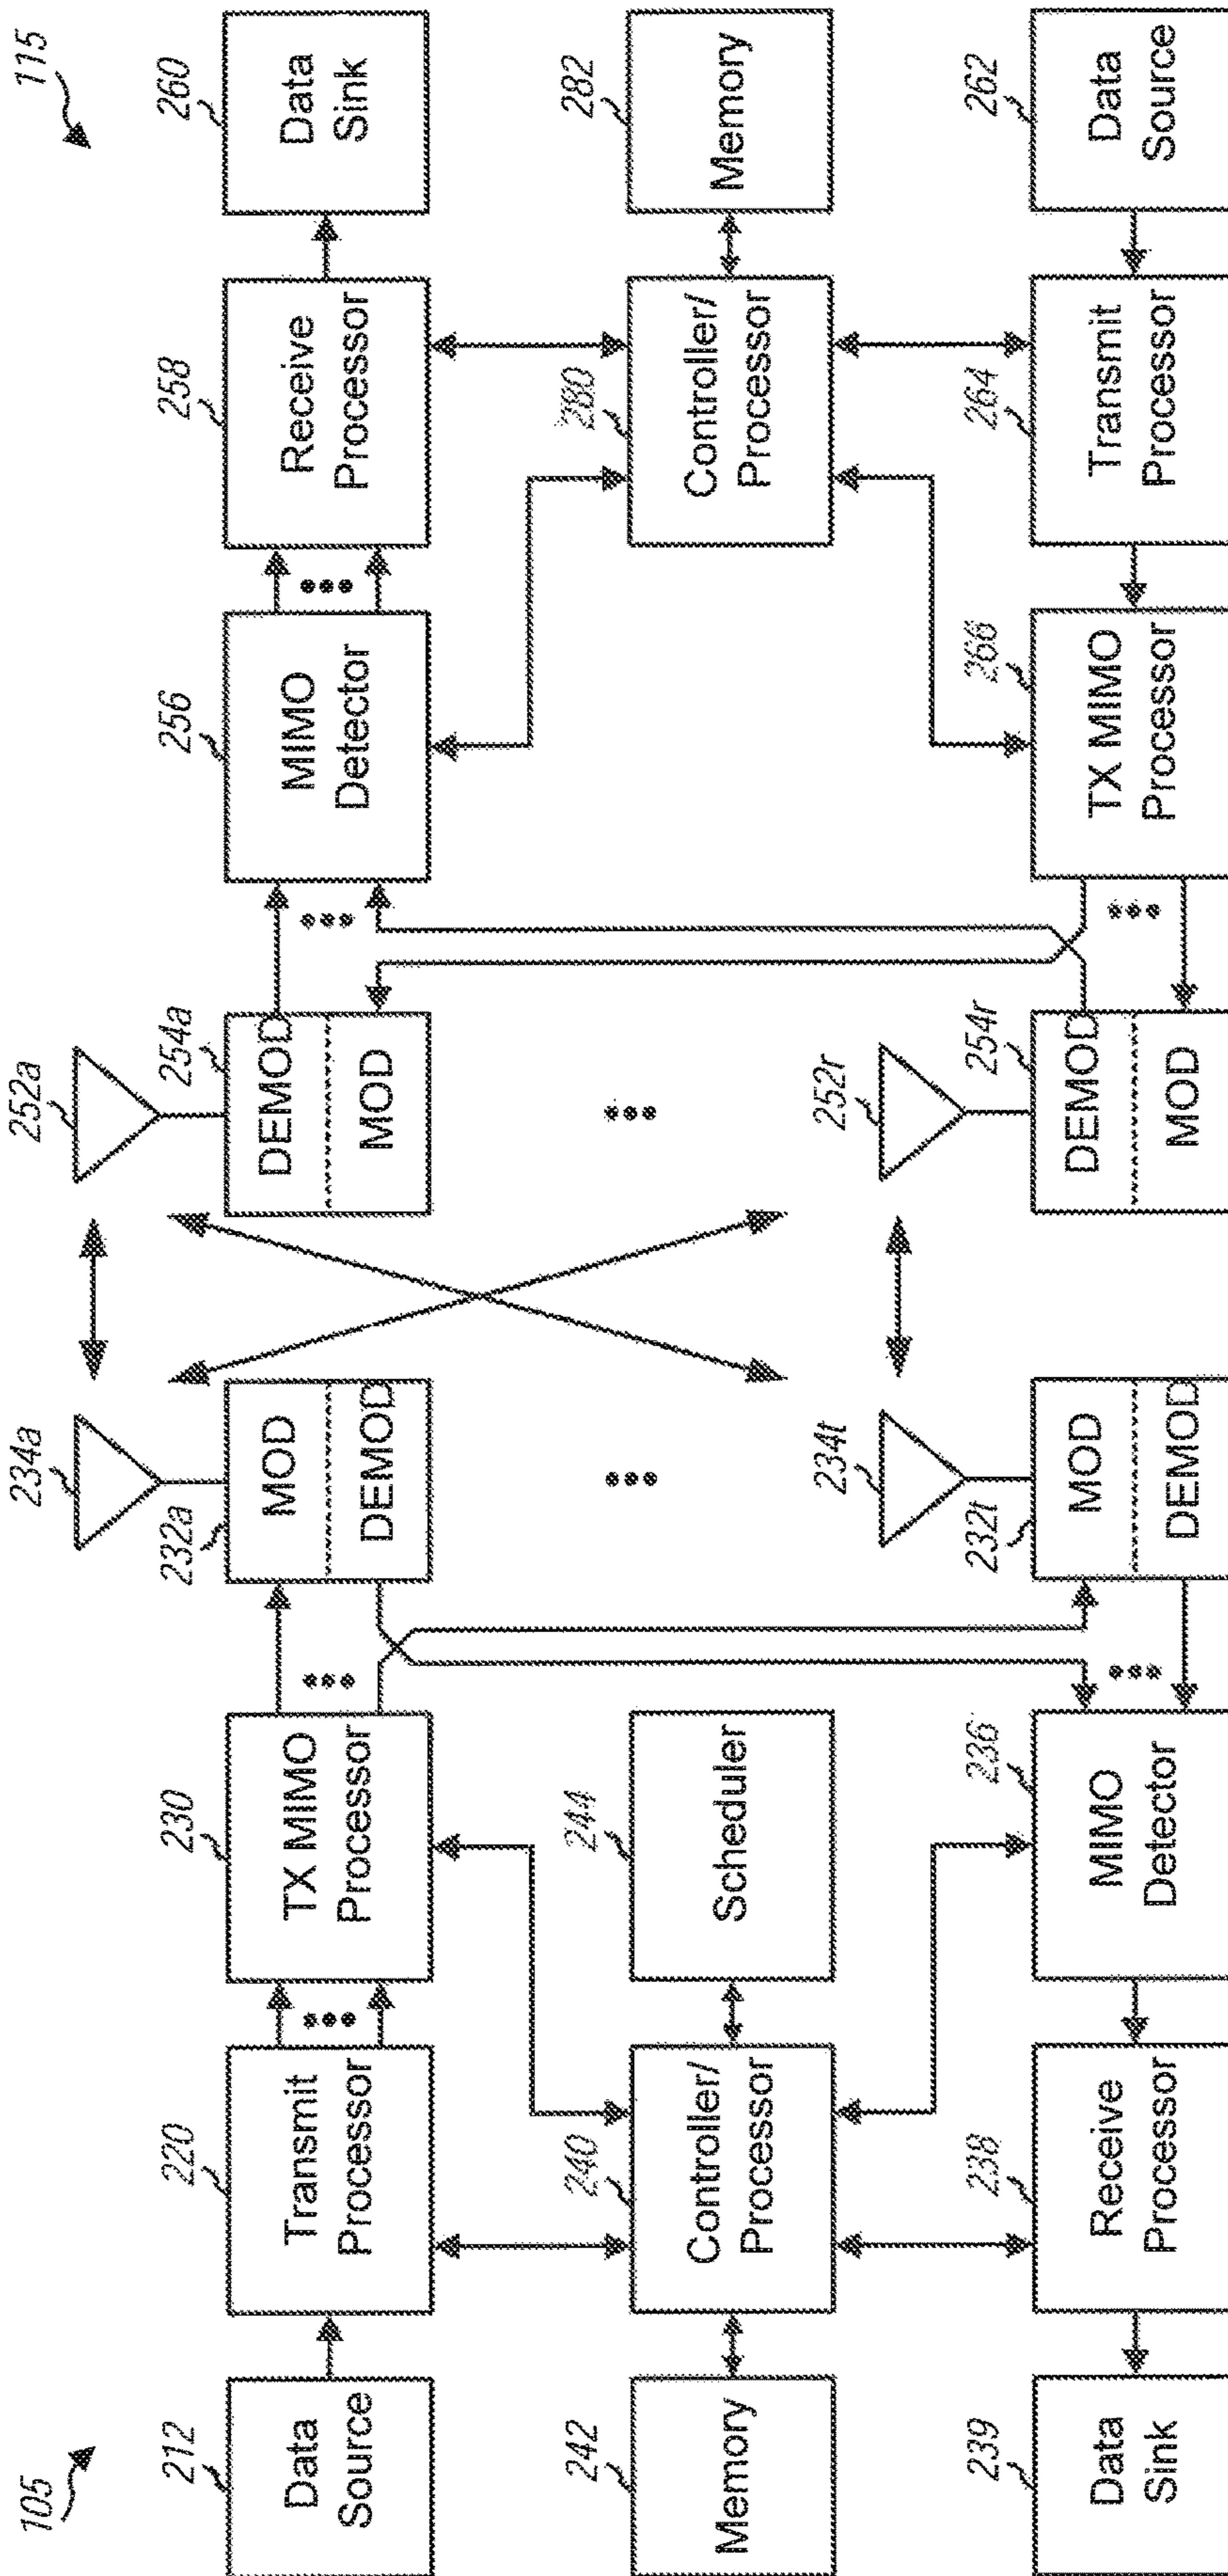 105
115
212
Data
Source
220
Transmit
Processor
230
TX MIMO
Processor
234a
232a
MOD
DEMOD
252a
254a
DEMOD
MOD
256
MIMO
Detector
258
Receive
Processor
260
Data
Sink
242
Memory
240
Controller/
Processor
244
Scheduler
280
Controller/
Processor
282
Memory
239
Data
Sink
238
Receive
Processor
236
MIMO
Detector
234t
232t
MOD
DEMOD
252r
254r
DEMOD
MOD
266
TX MIMO
Processor
264
Transmit
Processor
262
Data
Source